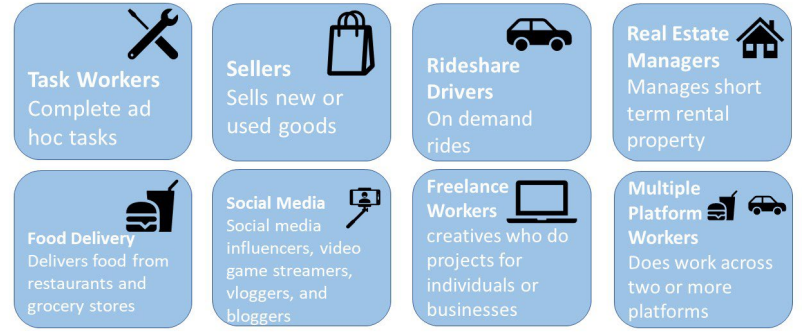 Task Workers
Complete ad
hoc tasks
Sellers
Sells new or
used goods
Rideshare
Drivers
On demand
rides
Real Estate
Managers
Manages short
term rental
property
Food Delivery
Delivers food from
restaurants and
grocery stores
Social Media
Social media
influencers, video
game streamers,
vloggers, and
bloggers
Freelance
Workers
creatives who do
projects for
individuals or
businesses
Multiple
Platform
Workers
Does work across
two or more
platforms